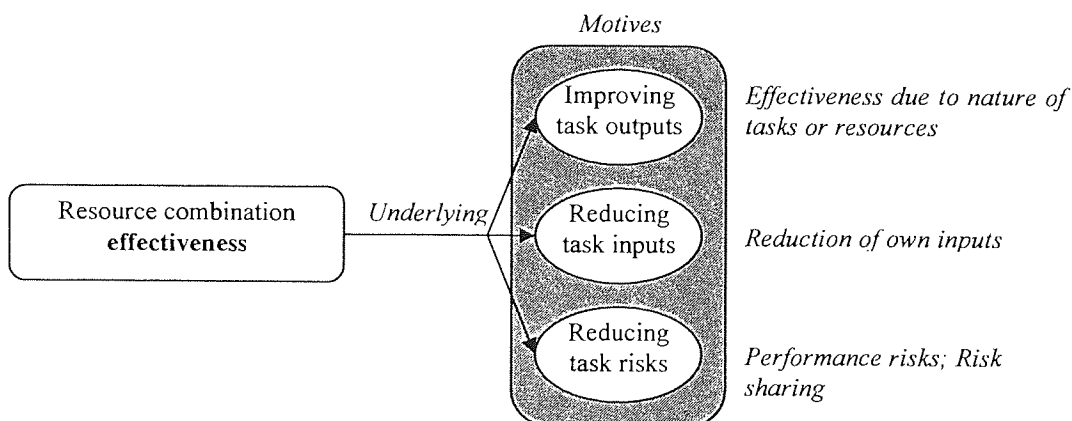 Motives
Improving
task outputs
Effectiveness due to nature of
tasks or resources
Resource combination
effectiveness
Underlying
Reducing
task inputs
Reduction of own inputs
Reducing
task risks
Performance risks; Risk
sharing